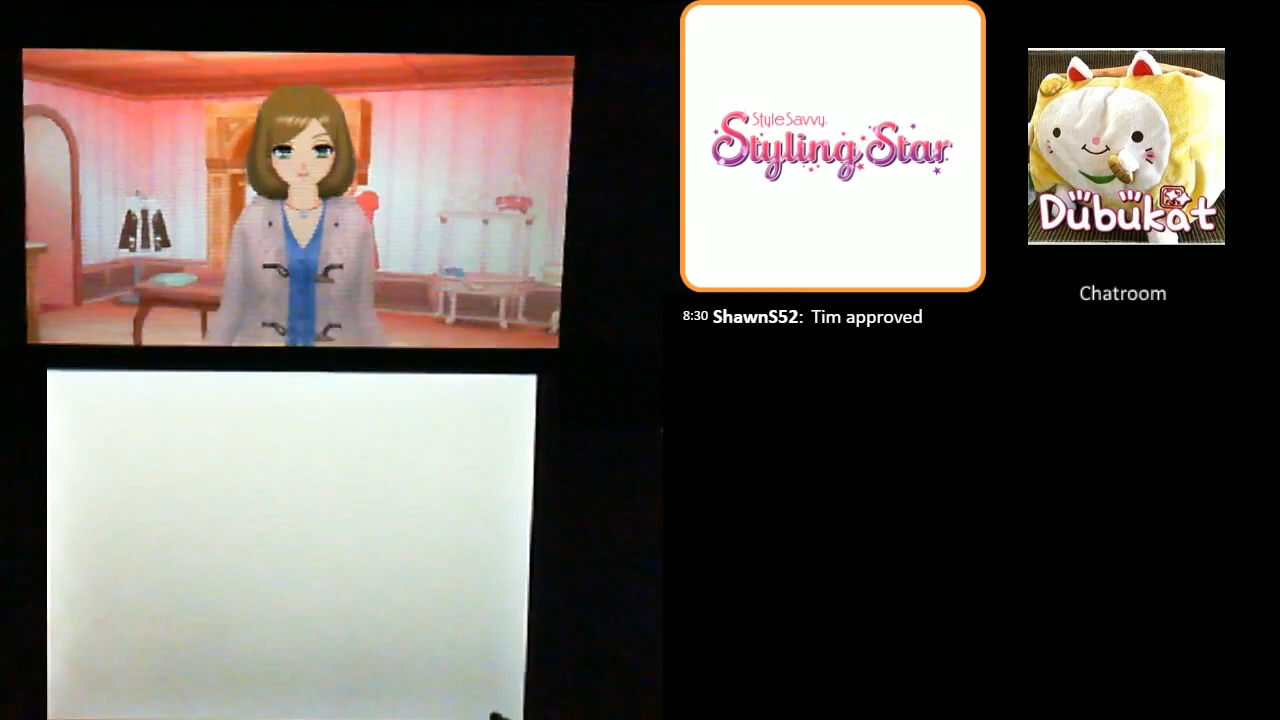 StyleSavvy
Styling Star
Dubukat
Chatroom
8:30 ShawnS52: Tim approved